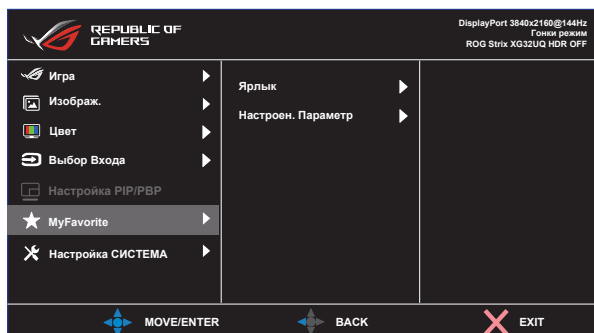 REPUBLIC OF
GAMERS
DisplayPort 3840x2160@144Hz
Гонки режим
ROG Strix XG32UQ HDR OFF
Игра
Изображ.
Цвет
Выбор Входа
Настройка PIP/PBP
MyFavorite
Настройка СИСТЕМА
Ярлык
Настроен. Параметр
MOVE/ENTER
BACK
EXIT